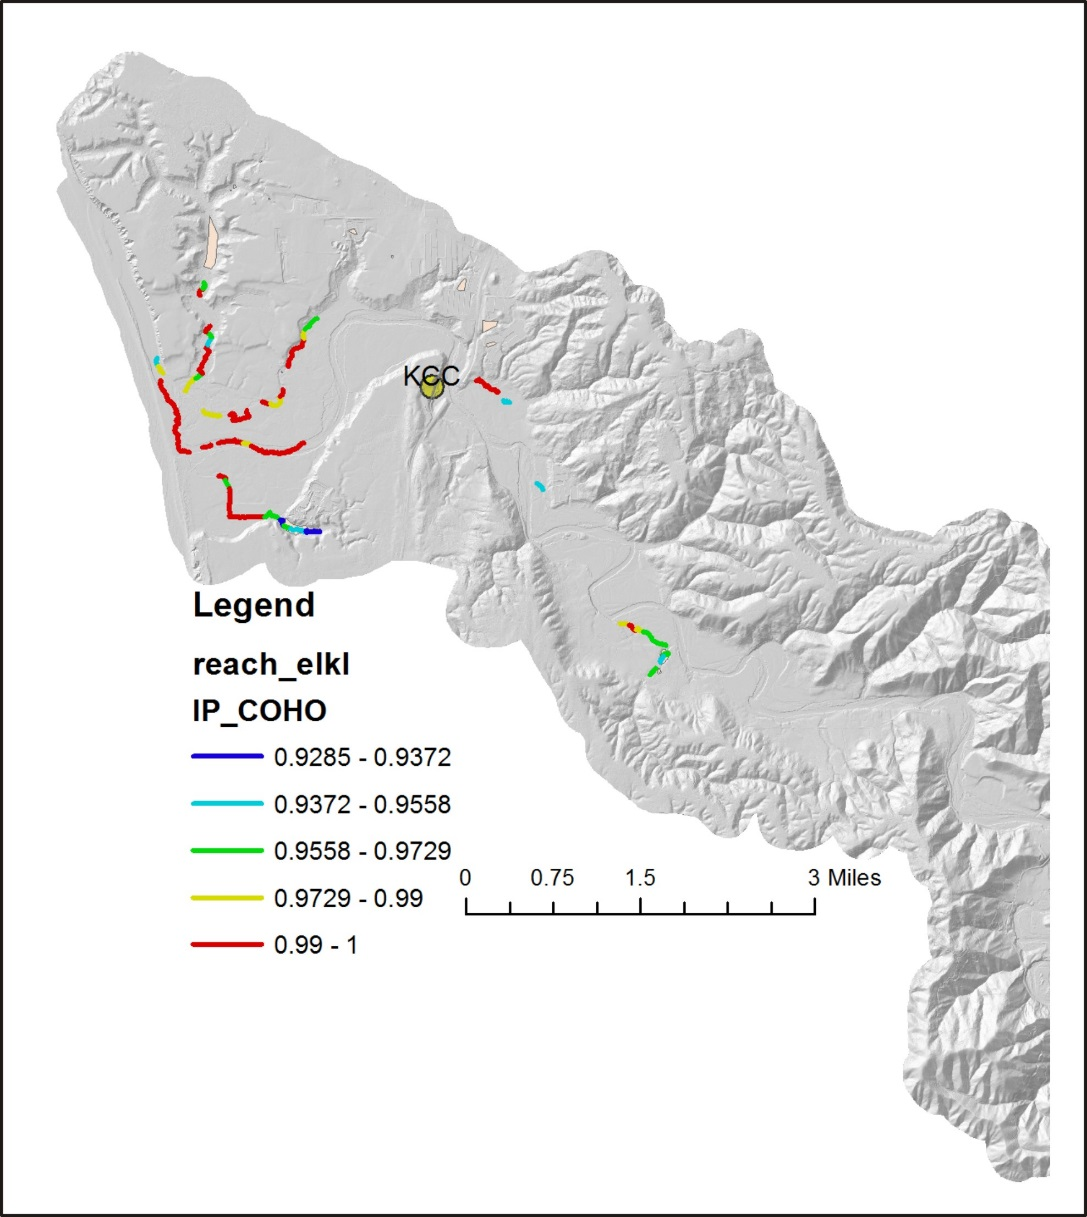 KCC
Legend
reach_elkl
IP_COHO
0.9285 - 0.9372
0.9372 - 0.9558
0.9558 - 0.9729
0.9729 - 0.99
0.99 - 1
0 0.75 1.5 3 Miles